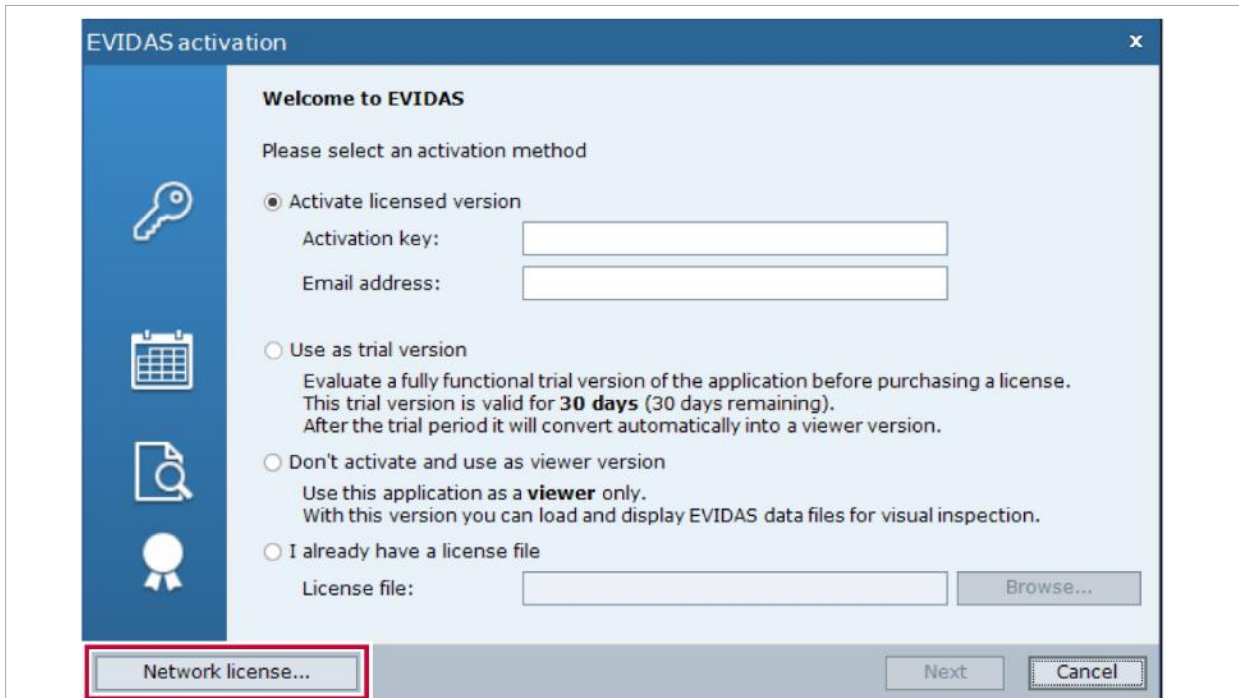 EVIDAS activation
x
Welcome to EVIDAS
Please select an activation method
Activate licensed version
Activation key:
Email address:
Use as trial version
Evaluate a fully functional trial version of the application before purchasing a license.
This trial version is valid for 30 days (30 days remaining).
After the trial period it will convert automatically into a viewer version.
Don't activate and use as viewer version
Use this application as a viewer only.
With this version you can load and display EVIDAS data files for visual inspection.
I already have a license file
License file:
Browse...
Network license...
Next
Cancel